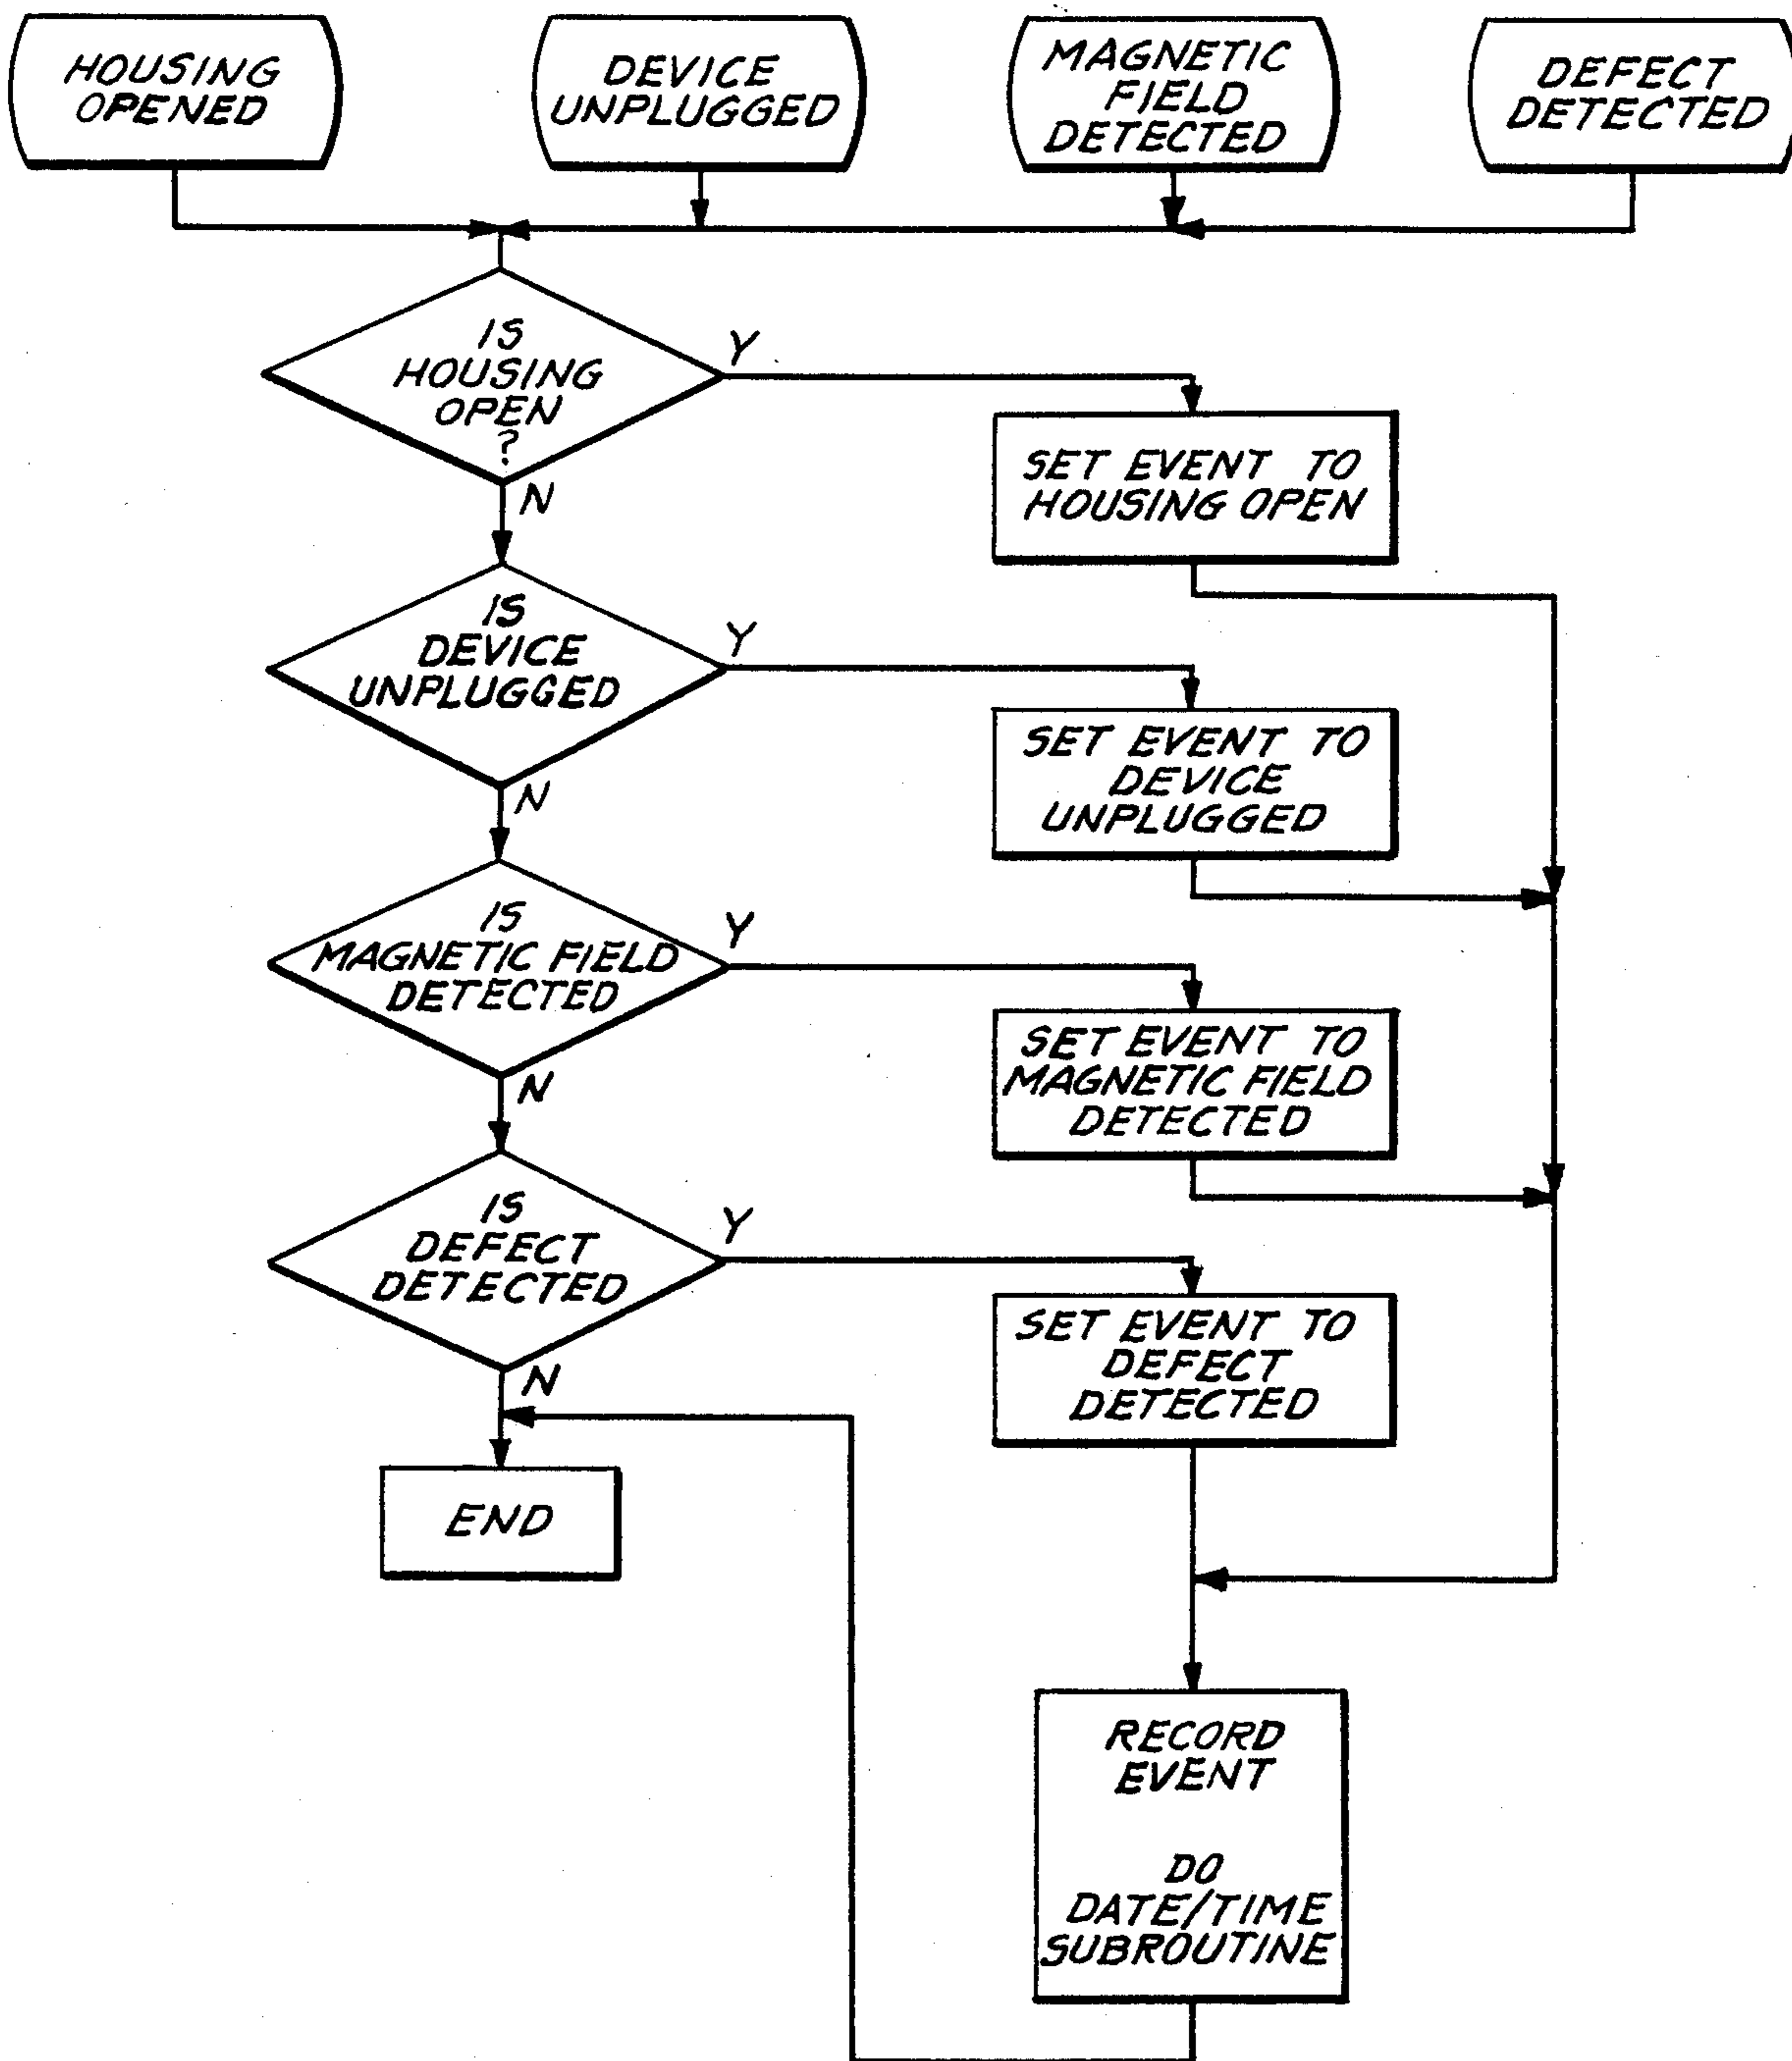 HOUSING
OPENED
DEVICE
UNPLUGGED
MAGNETIC
FIELD
DETECTED
DEFECT
DETECTED
IS
HOUSING
OPEN
?
Y
N
SET EVENT TO
HOUSING OPEN
IS
DEVICE
UNPLUGGED
Y
N
SET EVENT TO
DEVICE
UNPLUGGED
IS
MAGNETIC FIELD
DETECTED
Y
N
SET EVENT TO
MAGNETIC FIELD
DETECTED
IS
DEFECT
DETECTED
Y
N
SET EVENT TO
DEFECT
DETECTED
END
RECORD
EVENT
DO
DATE/TIME
SUBROUTINE